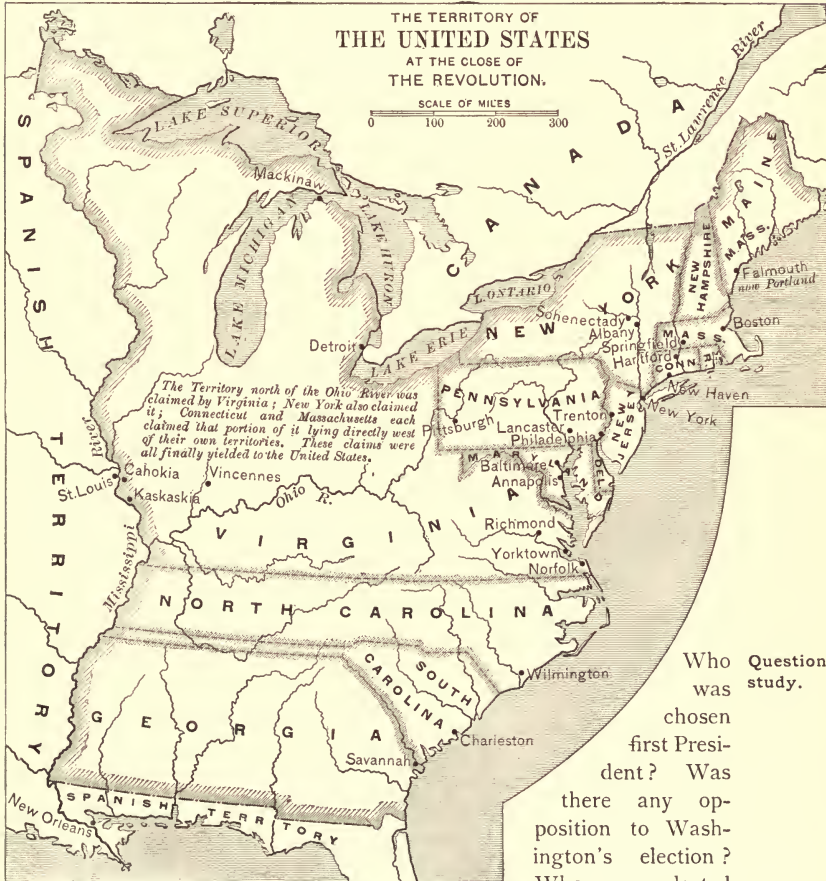 THE TERRITORY OF
THE UNITED STATES
AT THE CLOSE OF
THE REVOLUTION.
SCALE OF MILES
0 100 200 300
SPANISH TERRITORY
CANADA
St. Lawrence River
LAKE SUPERIOR
Mackinaw
LAKE MICHIGAN
LAKE HURON
L. ONTARIO
LAKE ERIE
Detroit
MAINE
MASS.
NEW HAMPSHIRE
Falmouth
now Portland
NEW YORK
Schenectady
Albany
Boston
MASS.
Springfield
Hartford
CONN.
R.I.
New Haven
New York
PENNSYLVANIA
Pittsburgh
Lancaster
Philadelphia
Trenton
NEW JERSEY
MARYLAND
Baltimore
Annapolis
DEL.
The Territory north of the Ohio River was
claimed by Virginia; New York also claimed
it; Connecticut and Massachusetts each
claimed that portion of it lying directly west
of their own territories. These claims were
all finally yielded to the United States.
Mississippi River
St. Louis
Cahokia
Kaskaskia
Vincennes
Ohio R.
VIRGINIA
Richmond
Yorktown
Norfolk
NORTH CAROLINA
Wilmington
SOUTH CAROLINA
Charleston
GEORGIA
Savannah
SPANISH TERRITORY
New Orleans
Who
was
chosen
first Presi-
dent? Was
there any op-
position to Wash-
ington's election?
Question
study.